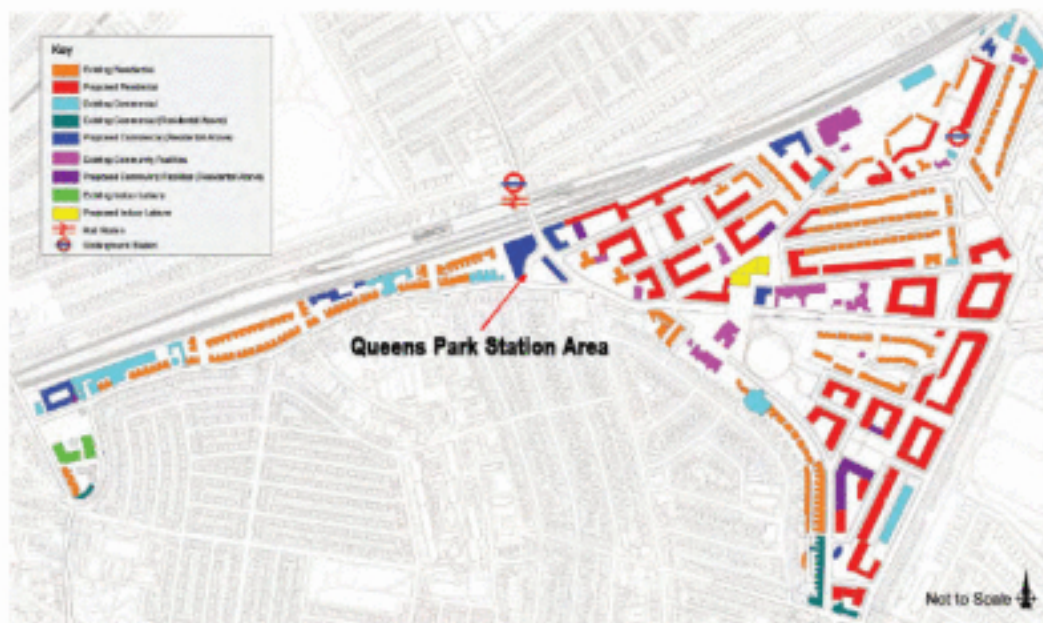 Key
Existing Residential
Proposed Residential
Existing Commercial
Existing Commercial (Residential Above)
Proposed Commercial (Residential Above)
Existing Community Facilities
Proposed Community Facilities (Residential Above)
Existing Indoor Leisure
Proposed Indoor Leisure
Rail Station
Underground Station
Queens Park Station Area
Not to Scale